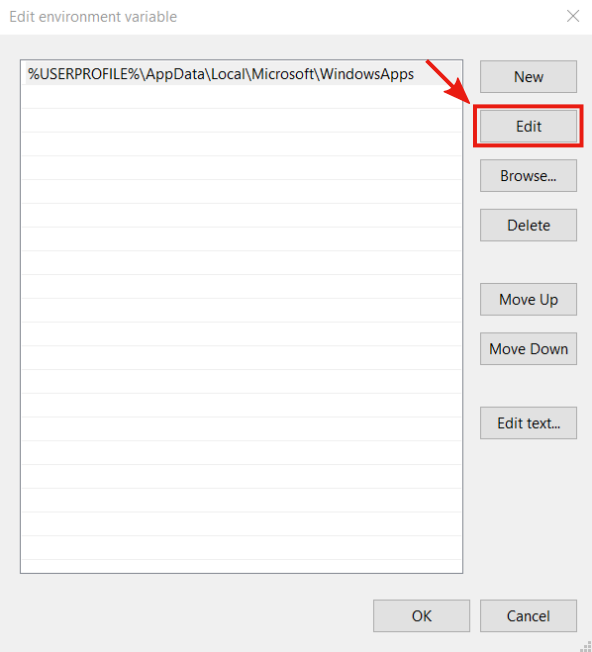 Edit environment variable
%USERPROFILE%\AppData\Local\Microsoft\WindowsApps
New
Edit
Browse...
Delete
Move Up
Move Down
Edit text...
OK
Cancel